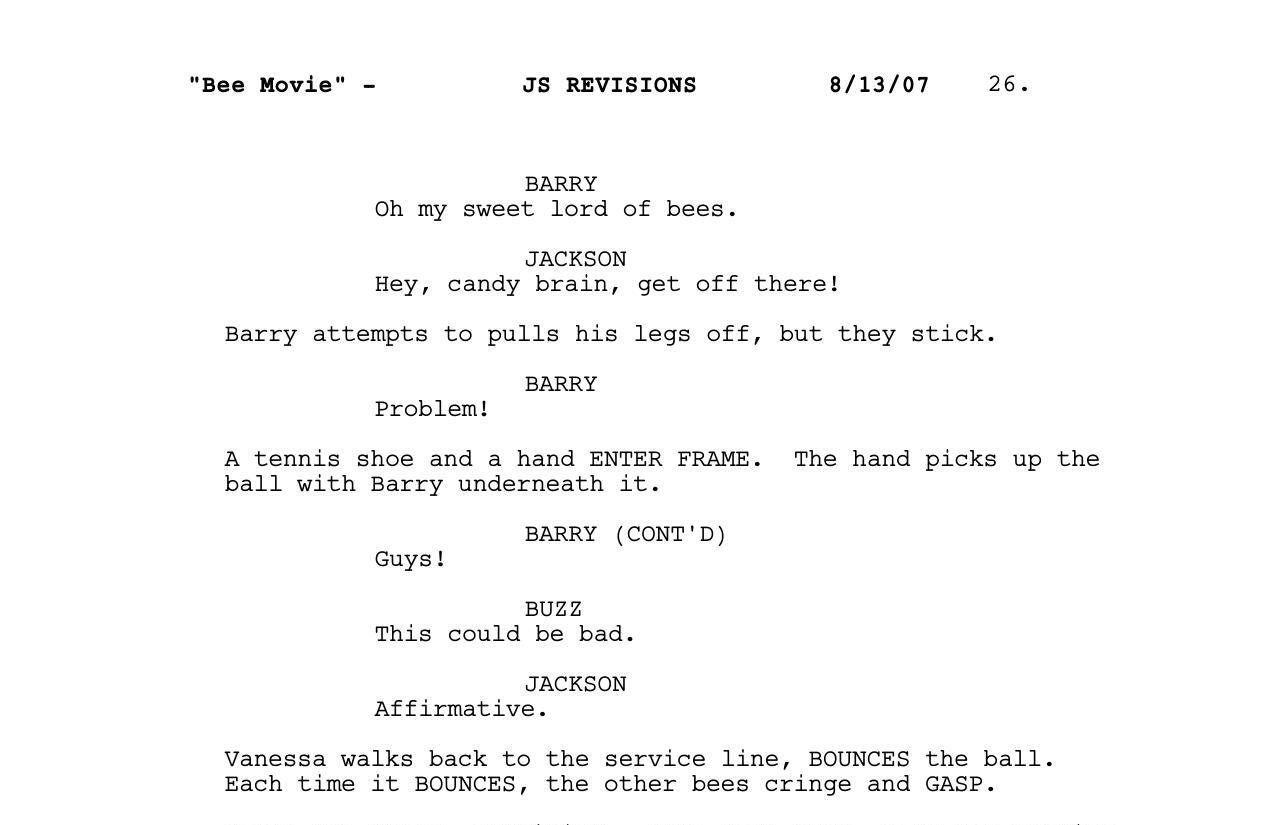 "Bee Movie" - JS REVISIONS 8/13/07 26.
BARRY
Oh my sweet lord of bees.
JACKSON
Hey, candy brain, get off there!
Barry attempts to pulls his legs off, but they stick.
BARRY
Problem!
A tennis shoe and a hand ENTER FRAME.  The hand picks up the
ball with Barry underneath it.
BARRY (CONT'D)
Guys!
BUZZ
This could be bad.
JACKSON
Affirmative.
Vanessa walks back to the service line, BOUNCES the ball.
Each time it BOUNCES, the other bees cringe and GASP.